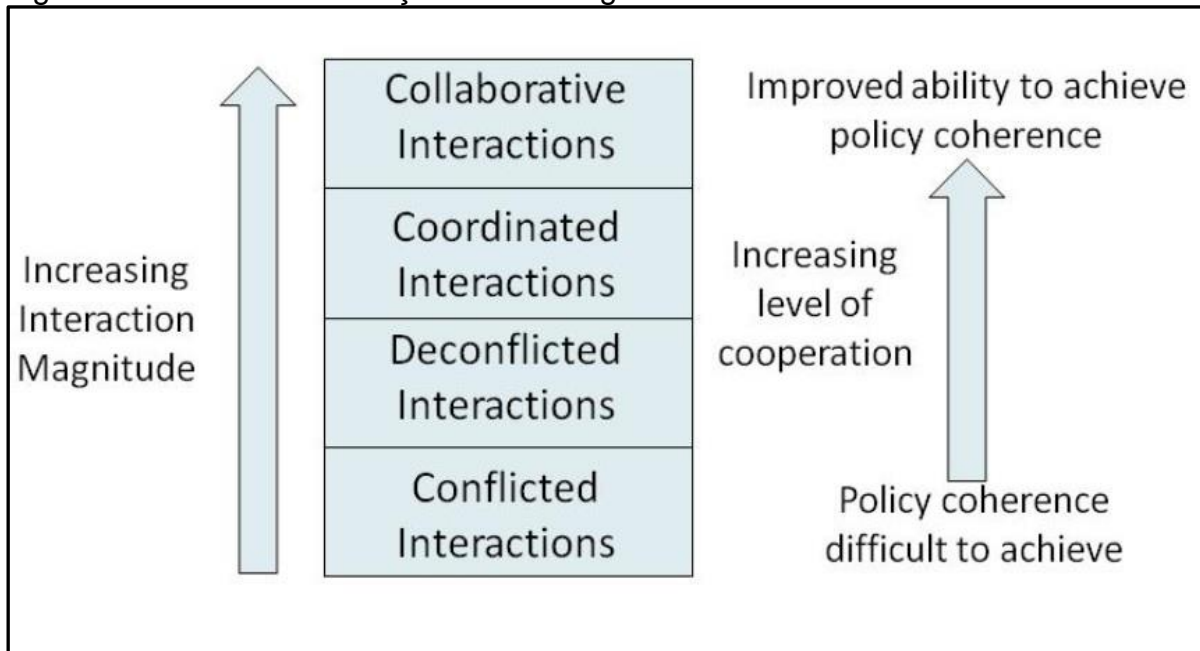 Collaborative
Interactions
Coordinated
Interactions
Deconflicted
Interactions
Conflicted
Interactions
Increasing
Interaction
Magnitude
Improved ability to achieve
policy coherence
Increasing
level of
cooperation
Policy coherence
difficult to achieve